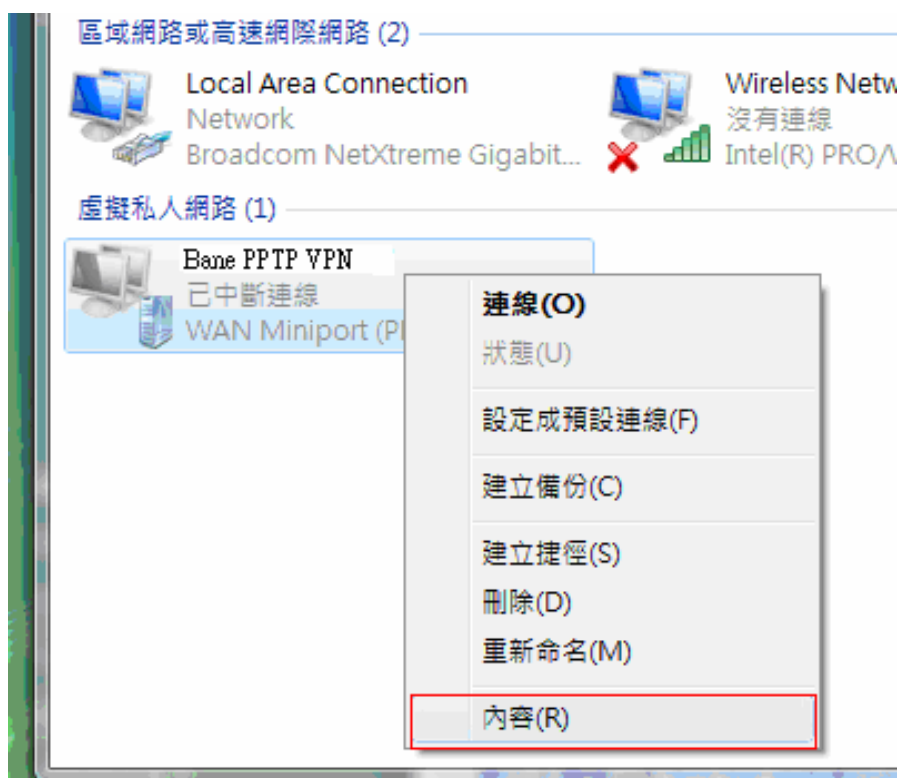 區域網路或高速網際網路 (2)
Local Area Connection
Network
Broadcom NetXtreme Gigabit...
Wireless Netw
沒有連線
Intel(R) PRO/
虛擬私人網路 (1)
Bane PPTP VPN
已中斷連線
WAN Miniport (P
連線(O)
狀態(U)
設定成預設連線(F)
建立備份(C)
建立捷徑(S)
刪除(D)
重新命名(M)
內容(R)